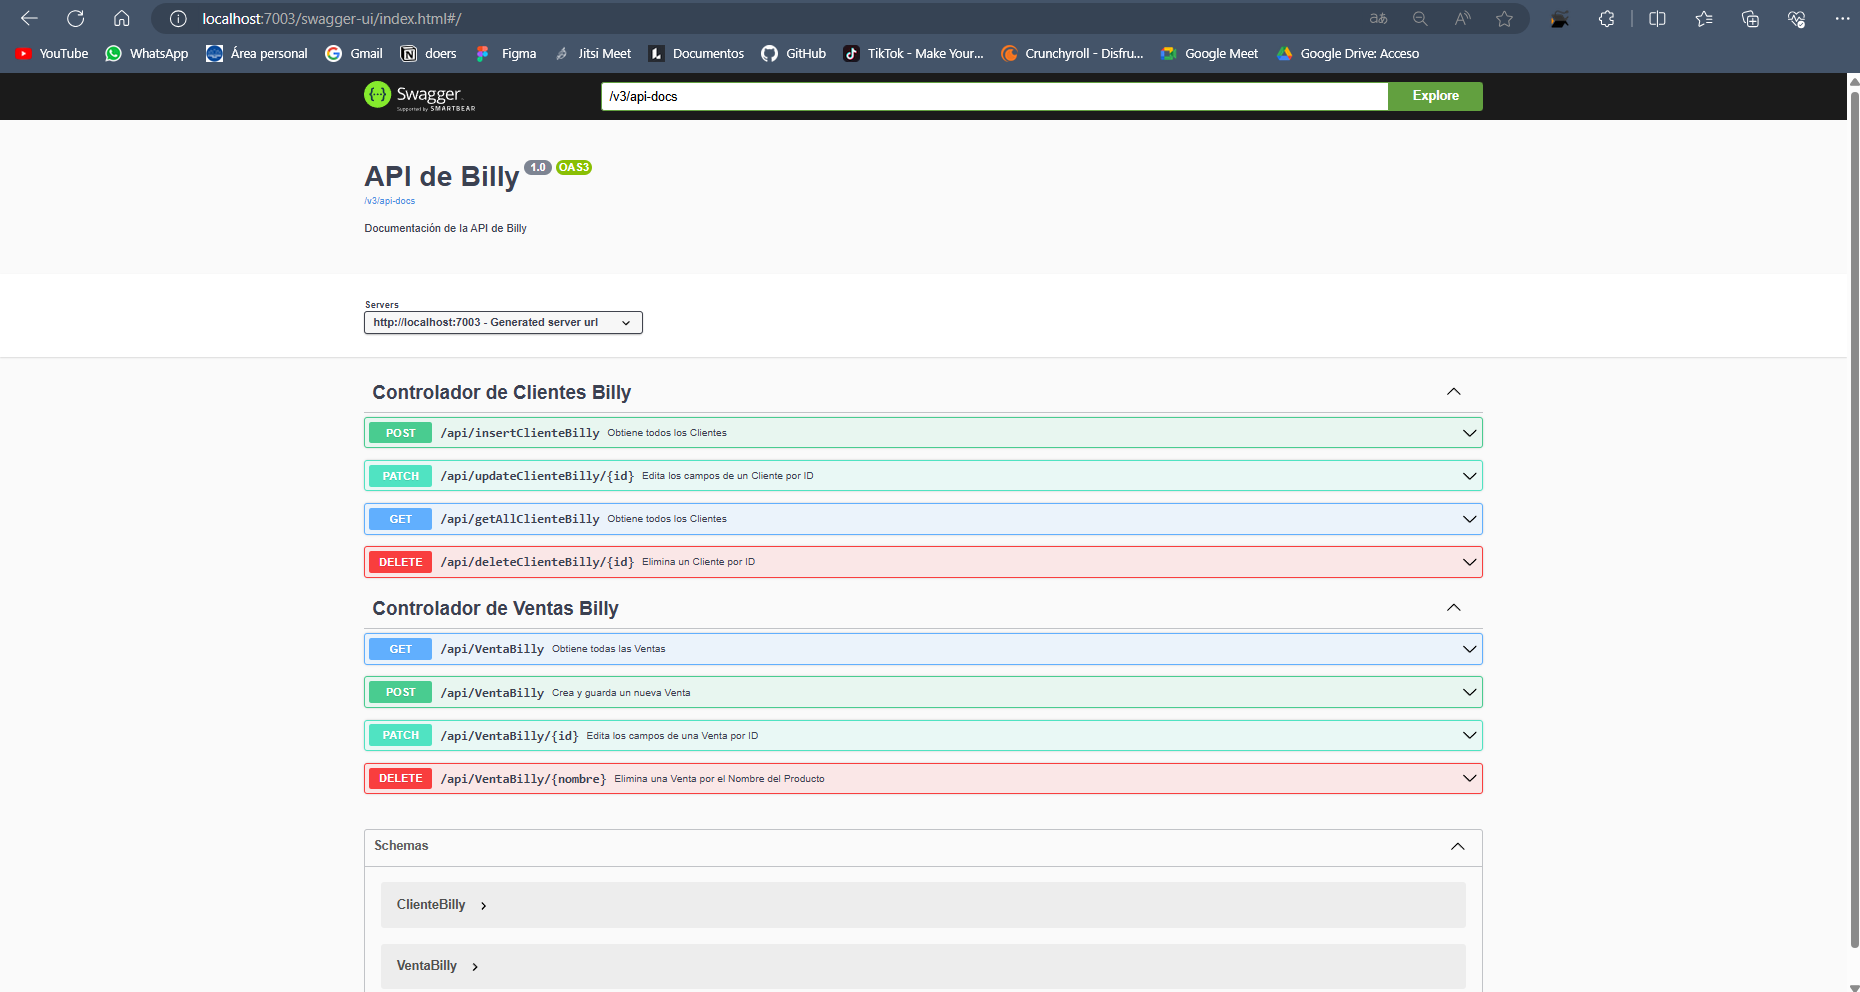 localhost:7003/swagger-ui/index.html#/
YouTube WhatsApp Área personal Gmail doers Figma Jitsi Meet Documentos GitHub TikTok - Make Your... Crunchyroll - Disfru... Google Meet Google Drive: Acceso
Swagger
Supported by SMARTBEAR
/v3/api-docs
Explore
API de Billy 1.0 OAS3
/v3/api-docs
Documentación de la API de Billy
Servers
http://localhost:7003 - Generated server url
Controlador de Clientes Billy
POST /api/insertClienteBilly Obtiene todos los Clientes
PATCH /api/updateClienteBilly/{id} Edita los campos de un Cliente por ID
GET /api/getAllClienteBilly Obtiene todos los Clientes
DELETE /api/deleteClienteBilly/{id} Elimina un Cliente por ID
Controlador de Ventas Billy
GET /api/VentaBilly Obtiene todas las Ventas
POST /api/VentaBilly Crea y guarda un nueva Venta
PATCH /api/VentaBilly/{id} Edita los campos de una Venta por ID
DELETE /api/VentaBilly/{nombre} Elimina una Venta por el Nombre del Producto
Schemas
ClienteBilly
VentaBilly